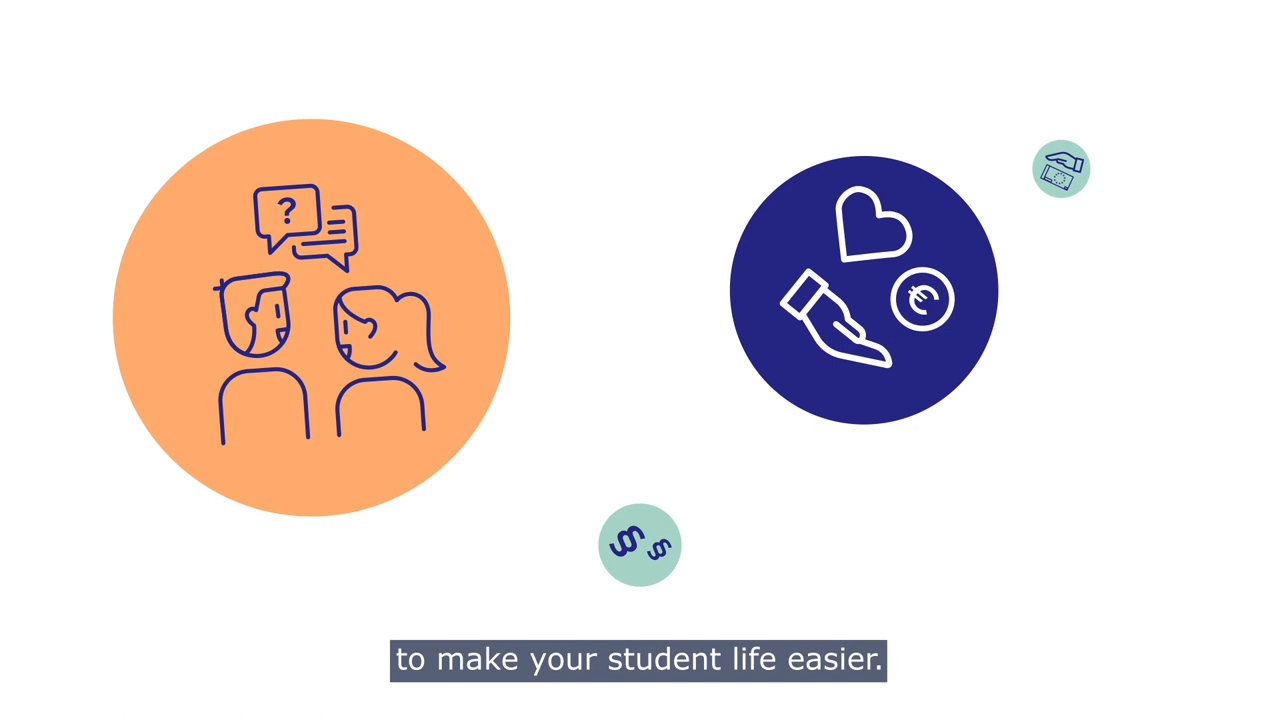 ?
€
§ §
to make your student life easier.